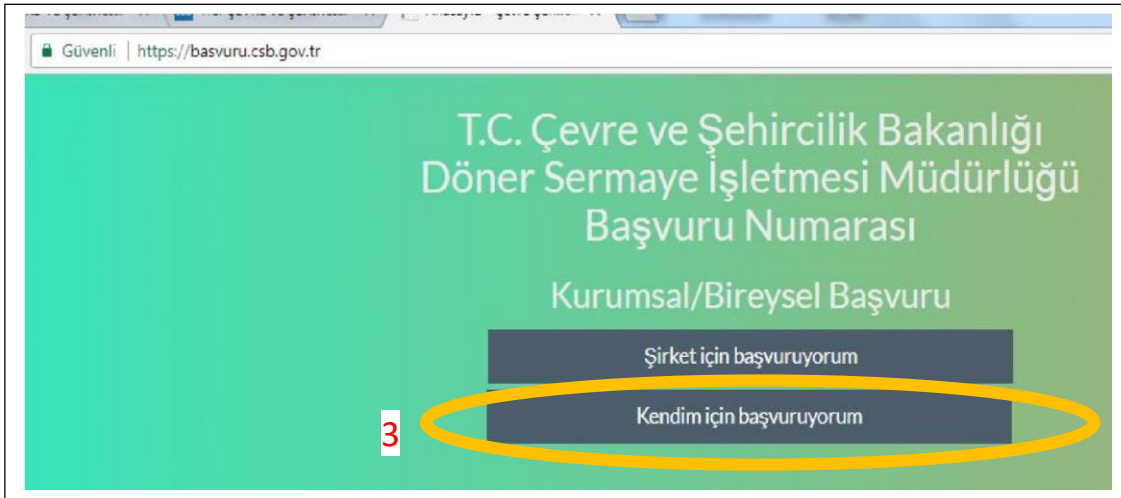 Güvenli | https://basvuru.csb.gov.tr
T.C. Çevre ve Şehircilik Bakanlığı
Döner Sermaye İşletmesi Müdürlüğü
Başvuru Numarası
Kurumsal/Bireysel Başvuru
Şirket için başvuruyorum
3
Kendim için başvuruyorum